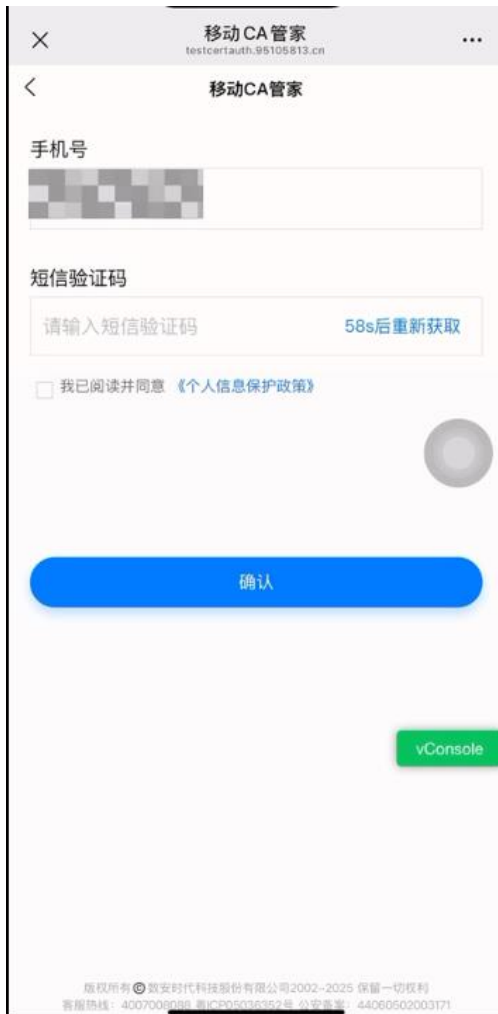 移动CA管家
testcertauth.95105813.cn
移动CA管家
手机号
短信验证码
请输入短信验证码 58s后重新获取
我已阅读并同意 《个人信息保护政策》
确认
vConsole
版权所有©数安时代科技股份有限公司2002-2025 保留一切权利
客服热线: 4007008088 粤ICP05036352号 公安备案: 44060502003171